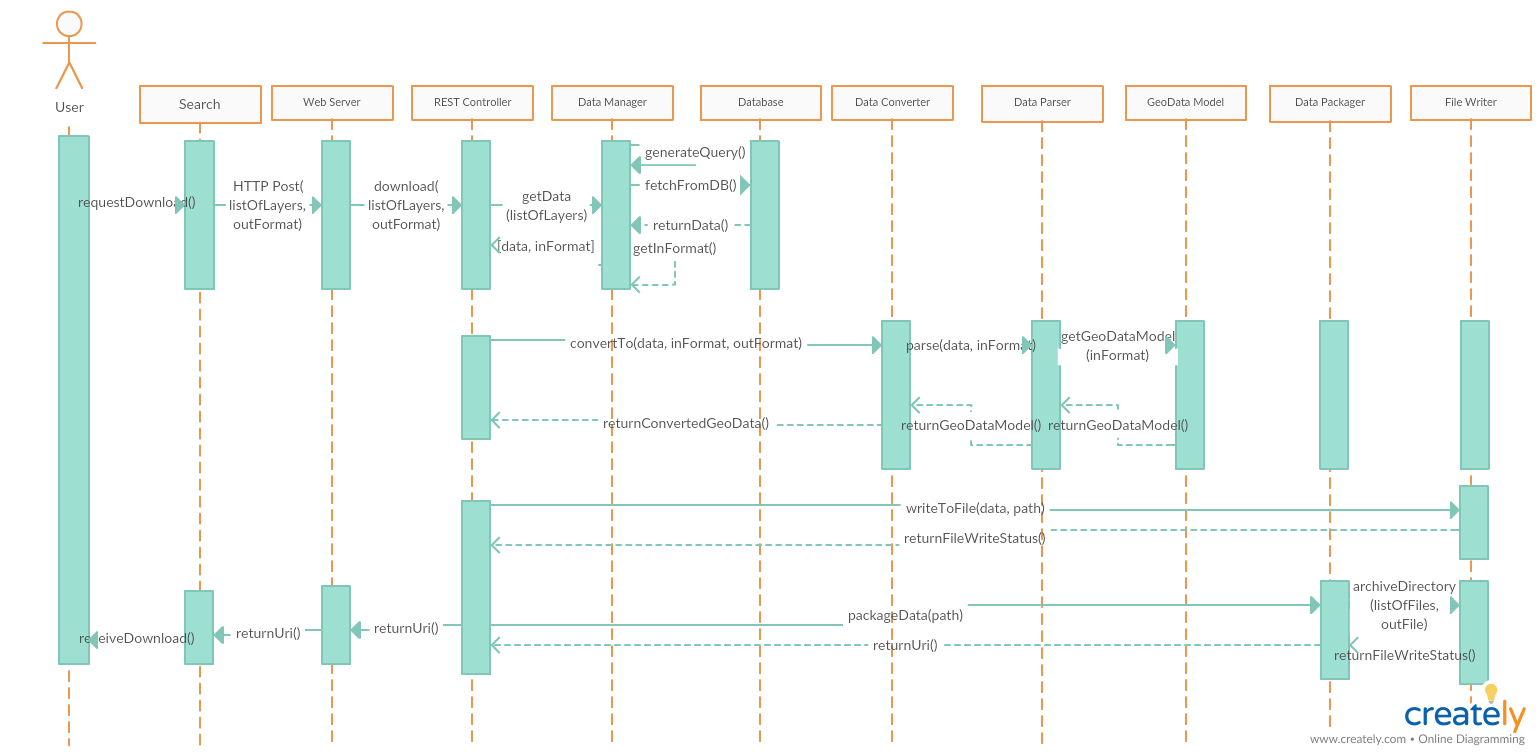 User
Search
Web Server
REST Controller
Data Manager
Database
Data Converter
Data Parser
GeoData Model
Data Packager
File Writer
generateQuery()
fetchFromDB()
requestDownload()
HTTP Post(
listOfLayers,
outFormat)
download(
listOfLayers,
outFormat)
getData
(listOfLayers)
returnData()
[data, inFormat]
getInFormat()
convertTo(data, inFormat, outFormat)
parse(data, inFormat)
getGeoDataModel
(inFormat)
returnConvertedGeoData()
returnGeoDataModel()
returnGeoDataModel()
writeToFile(data, path)
returnFileWriteStatus()
archiveDirectory
(listOfFiles,
outFile)
packageData(path)
receiveDownload()
returnUri()
returnUri()
returnUri()
returnFileWriteStatus()
creately
www.creately.com • Online Diagramming